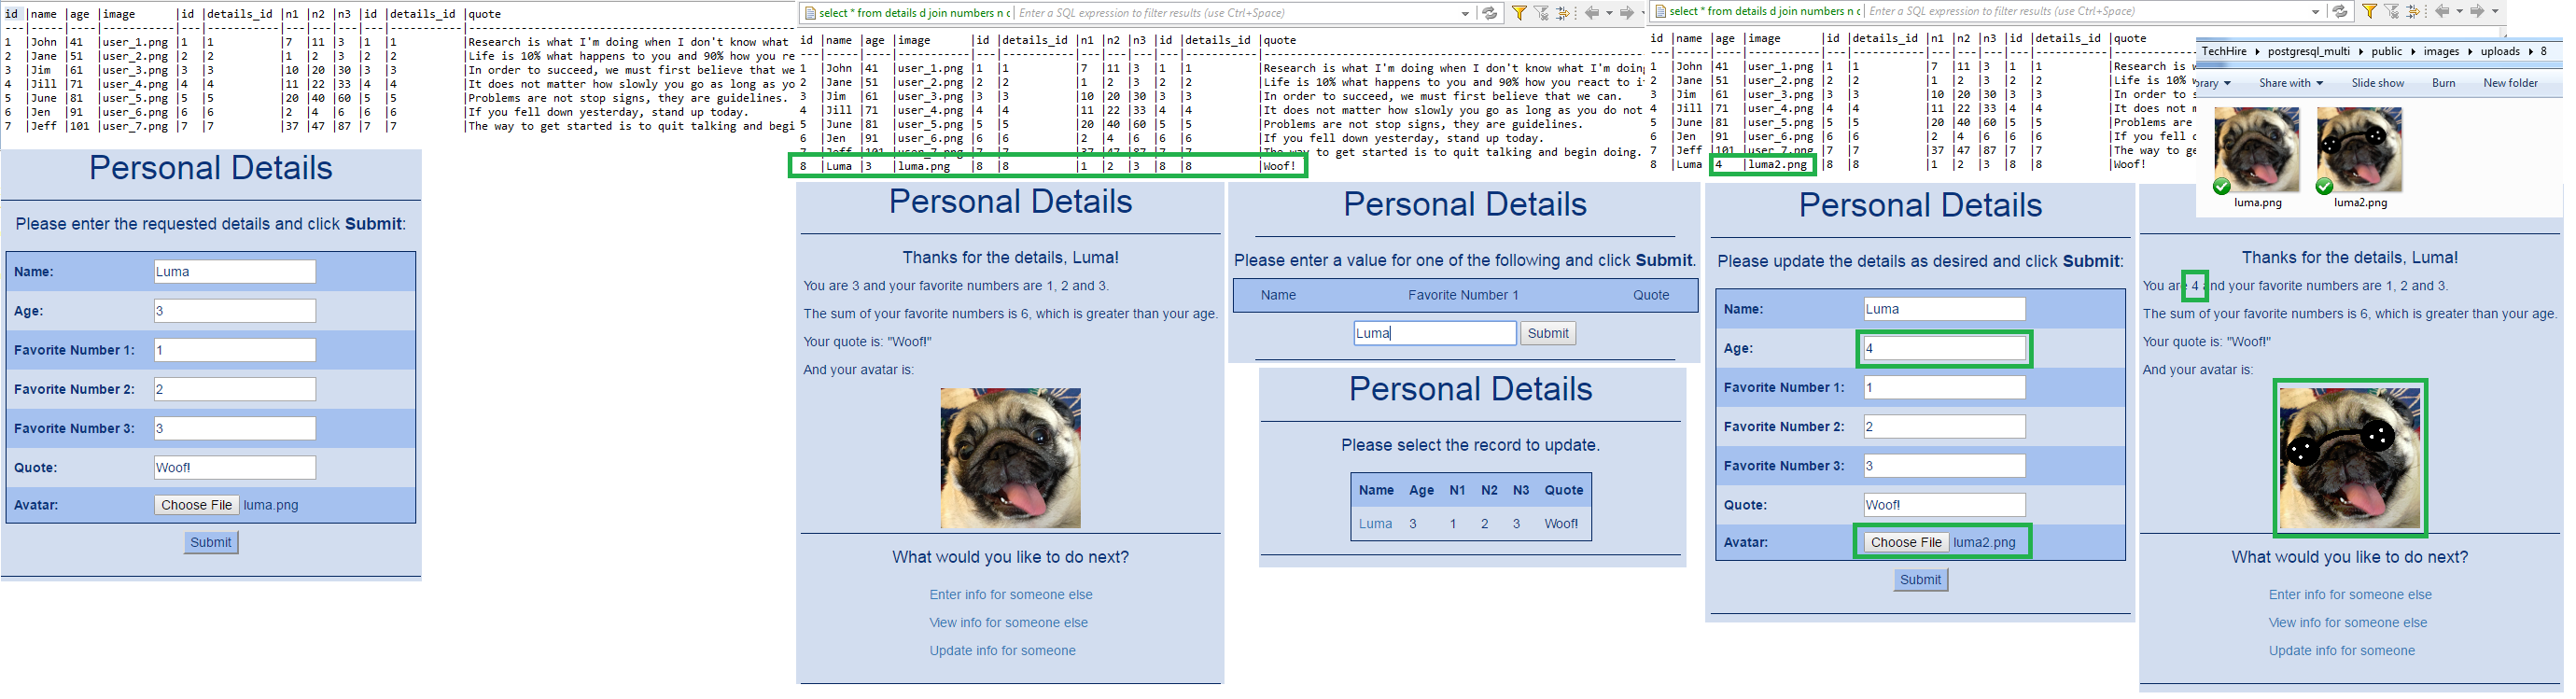 id |name |age |image |id |details_id |n1 |n2 |n3 |id |details_id |quote
1 |John |41 |user_1.png |1 |1 |7 |11 |3 |1 |1 |Research is what I'm doing when I don't know what
2 |Jane |51 |user_2.png |2 |2 |1 |2 |3 |2 |2 |Life is 10% what happens to you and 90% how you re
3 |Jim |61 |user_3.png |3 |3 |10 |20 |30 |3 |3 |In order to succeed, we must first believe that we
4 |Jill |71 |user_4.png |4 |4 |11 |22 |33 |4 |4 |It does not matter how slowly you go as long as yo
5 |June |81 |user_5.png |5 |5 |20 |40 |60 |5 |5 |Problems are not stop signs, they are guidelines.
6 |Jen |91 |user_6.png |6 |6 |2 |4 |6 |6 |6 |If you fell down yesterday, stand up today.
7 |Jeff |101 |user_7.png |7 |7 |37 |47 |87 |7 |7 |The way to get started is to quit talking and begi
Personal Details
Please enter the requested details and click Submit:
Name: Luma
Age: 3
Favorite Number 1: 1
Favorite Number 2: 2
Favorite Number 3: 3
Quote: Woof!
Avatar: Choose File luma.png
Submit
select * from details d join numbers n o Enter a SQL expression to filter results (use Ctrl+Space)
id |name |age |image |id |details_id |n1 |n2 |n3 |id |details_id |quote
1 |John |41 |user_1.png |1 |1 |7 |11 |3 |1 |1 |Research is what I'm doing when I don't know what I'm doing
2 |Jane |51 |user_2.png |2 |2 |1 |2 |3 |2 |2 |Life is 10% what happens to you and 90% how you react to i
3 |Jim |61 |user_3.png |3 |3 |10 |20 |30 |3 |3 |In order to succeed, we must first believe that we can.
4 |Jill |71 |user_4.png |4 |4 |11 |22 |33 |4 |4 |It does not matter how slowly you go as long as you do not
5 |June |81 |user_5.png |5 |5 |20 |40 |60 |5 |5 |Problems are not stop signs, they are guidelines.
6 |Jen |91 |user_6.png |6 |6 |2 |4 |6 |6 |6 |If you fell down yesterday, stand up today.
7 |Jeff |101 |user_7.png |7 |7 |37 |47 |87 |7 |7 |The way to get started is to quit talking and begin doing.
8 |Luma |3 |luma.png |8 |8 |1 |2 |3 |8 |8 |Woof!
Personal Details
Thanks for the details, Luma!
You are 3 and your favorite numbers are 1, 2 and 3.
The sum of your favorite numbers is 6, which is greater than your age.
Your quote is: "Woof!"
And your avatar is:
What would you like to do next?
Enter info for someone else
View info for someone else
Update info for someone
Personal Details
Please enter a value for one of the following and click Submit.
Name Favorite Number 1 Quote
Luma Submit
Personal Details
Please select the record to update.
Name Age N1 N2 N3 Quote
Luma 3 1 2 3 Woof!
select * from details d join numbers n o Enter a SQL expression to filter results (use Ctrl+Space)
id |name |age |image |id |details_id |n1 |n2 |n3 |id |details_id |quote
1 |John |41 |user_1.png |1 |1 |7 |11 |3 |1 |1 |Research is w
2 |Jane |51 |user_2.png |2 |2 |1 |2 |3 |2 |2 |Life is 10% w
3 |Jim |61 |user_3.png |3 |3 |10 |20 |30 |3 |3 |In order to s
4 |Jill |71 |user_4.png |4 |4 |11 |22 |33 |4 |4 |It does not m
5 |June |81 |user_5.png |5 |5 |20 |40 |60 |5 |5 |Problems are
6 |Jen |91 |user_6.png |6 |6 |2 |4 |6 |6 |6 |If you fell d
7 |Jeff |101 |user_7.png |7 |7 |37 |47 |87 |7 |7 |The way to ge
8 |Luma |4 |luma2.png |8 |8 |1 |2 |3 |8 |8 |Woof!
Personal Details
Please update the details as desired and click Submit:
Name: Luma
Age: 4
Favorite Number 1: 1
Favorite Number 2: 2
Favorite Number 3: 3
Quote: Woof!
Avatar: Choose File luma2.png
Submit
TechHire postgresql_multi public images uploads 8
brary Share with Slide show Burn New folder
luma.png luma2.png
Thanks for the details, Luma!
You are 4 and your favorite numbers are 1, 2 and 3.
The sum of your favorite numbers is 6, which is greater than your age.
Your quote is: "Woof!"
And your avatar is:
What would you like to do next?
Enter info for someone else
View info for someone else
Update info for someone